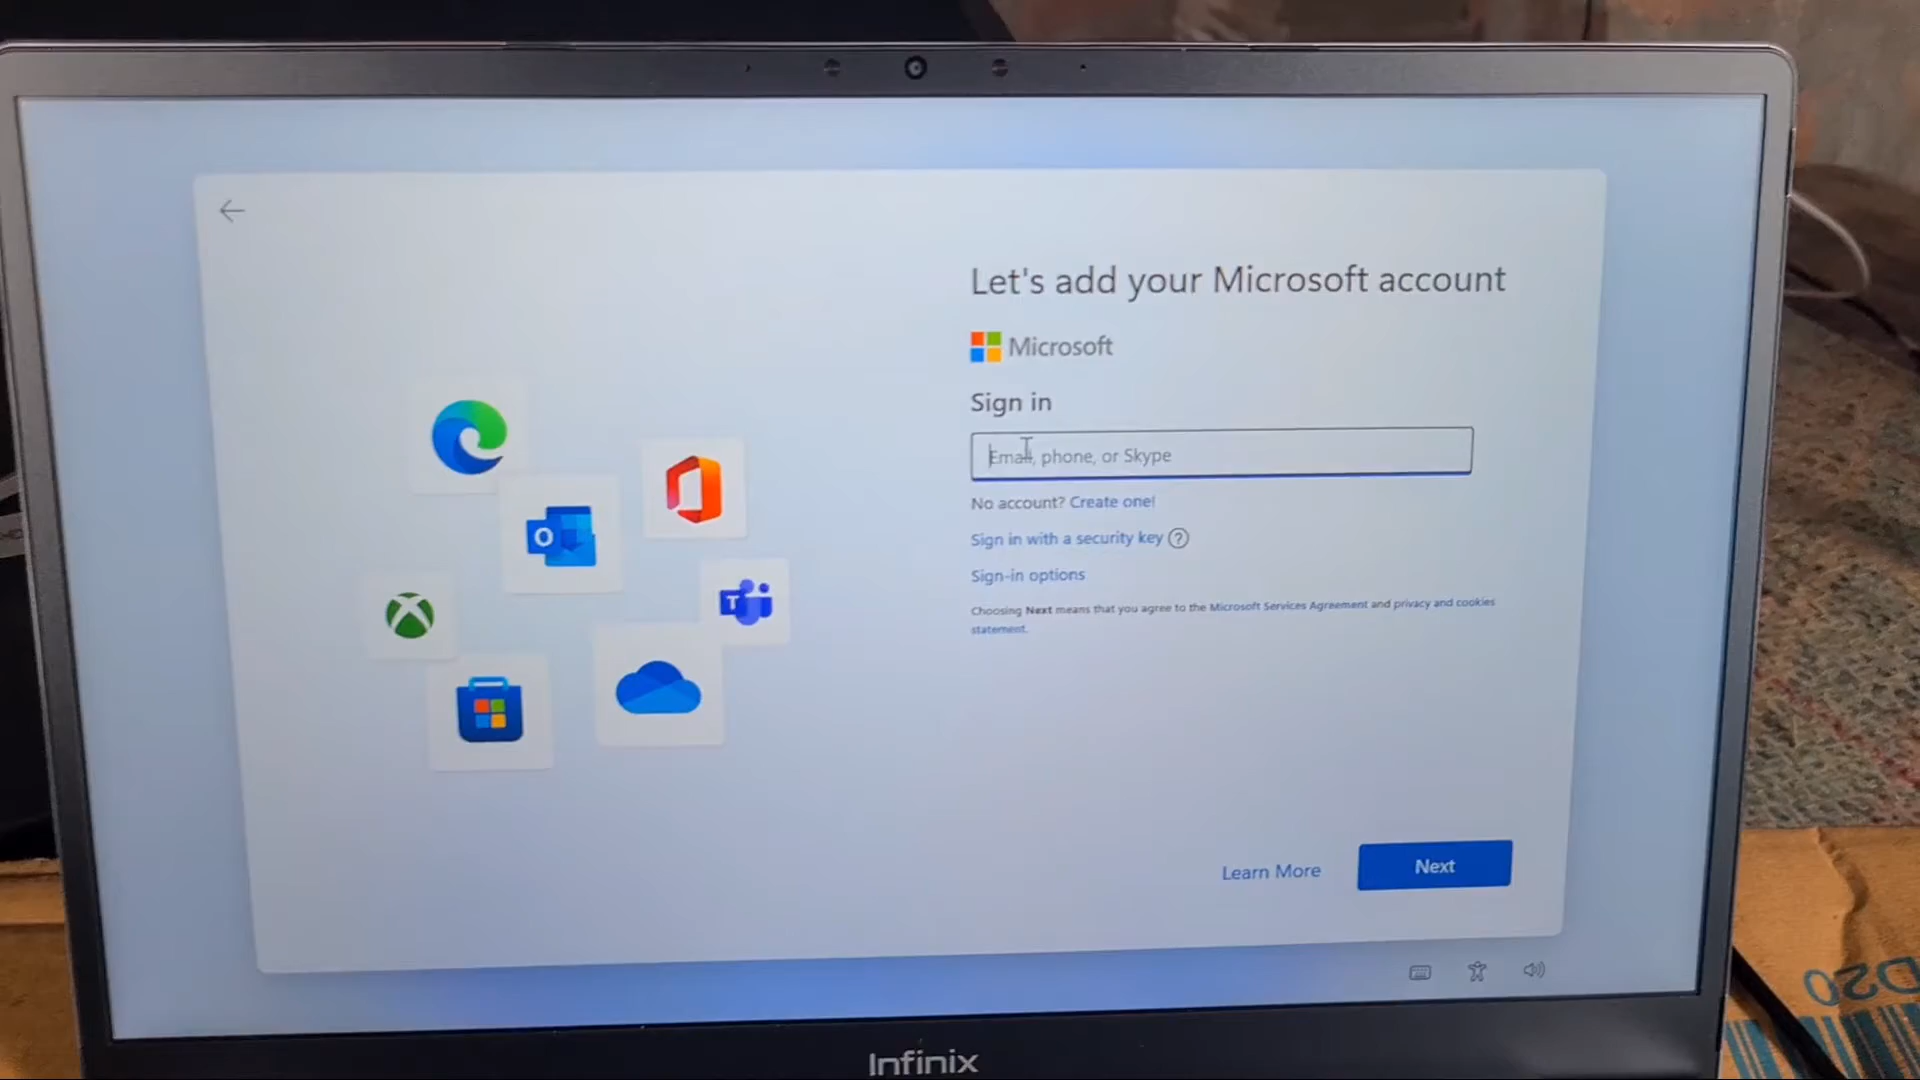 Let's add your Microsoft account
Microsoft
Sign in
Email, phone, or Skype
No account? Create one!
Sign in with a security key ?
Sign-in options
Choosing Next means that you agree to the Microsoft Services Agreement and privacy and cookies
statement.
O
T
Learn More
Next
Infinix